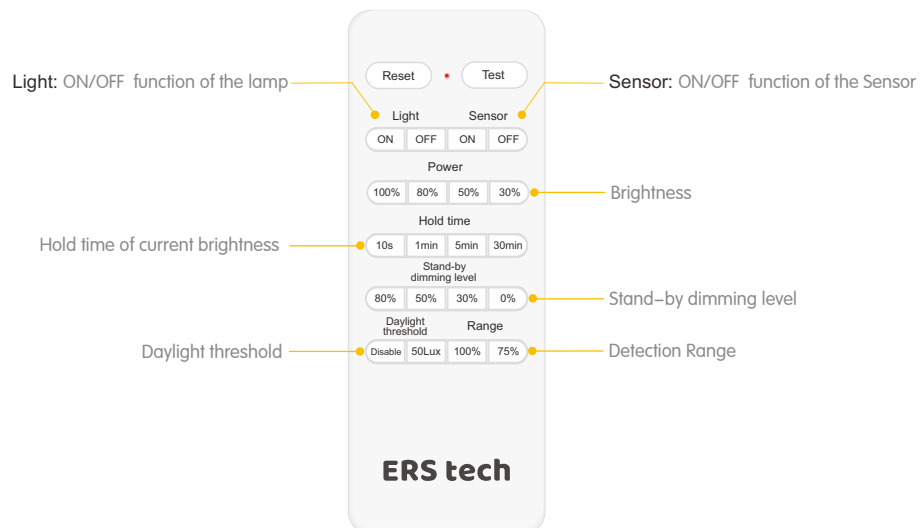 Reset Test
Light: ON/OFF function of the lamp
Sensor: ON/OFF function of the Sensor
Light Sensor
ON OFF ON OFF
Power
100% 80% 50% 30%
Brightness
Hold time
Hold time of current brightness
10s 1min 5min 30min
Stand-by
dimming level
80% 50% 30% 0%
Stand-by dimming level
Daylight
threshold
Range
Daylight threshold
Disable 50Lux 100% 75%
Detection Range
ERS tech